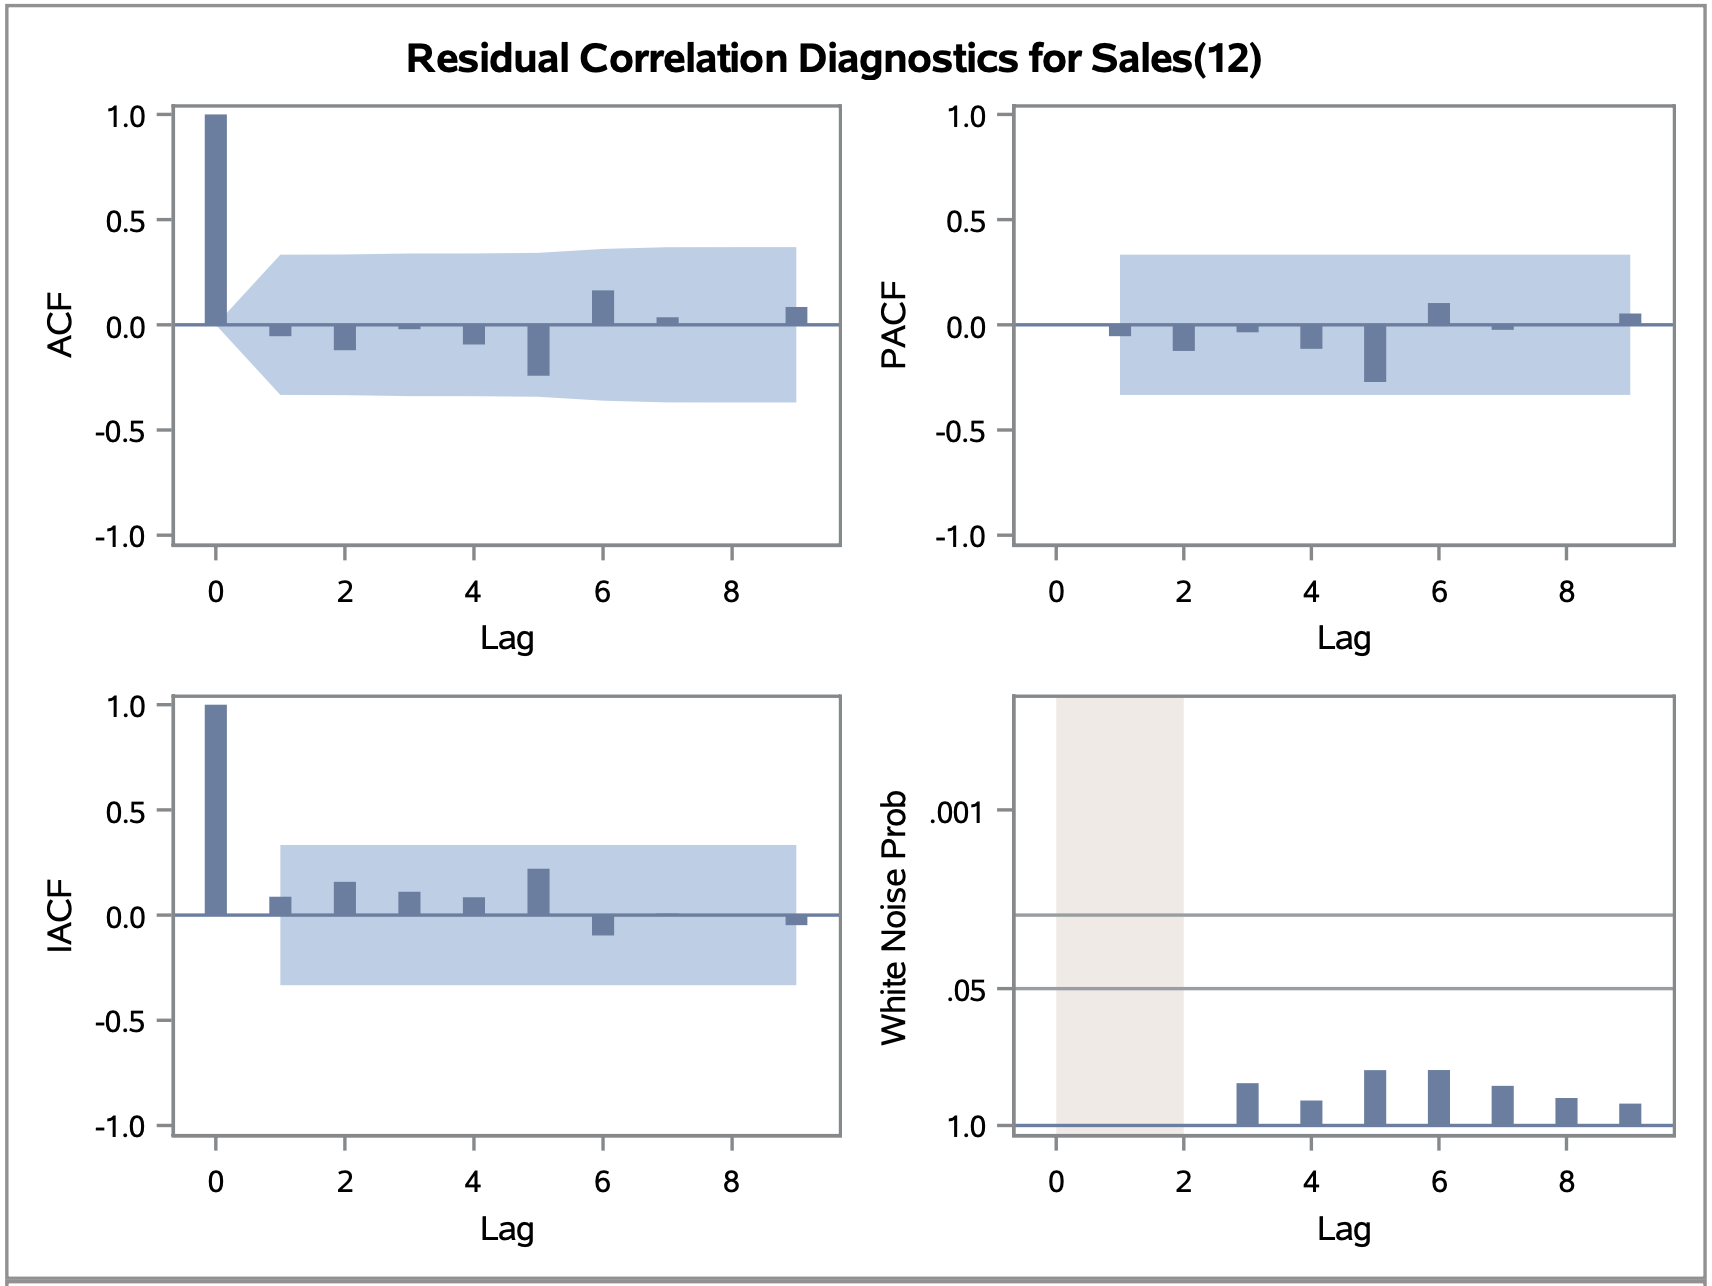 Residual Correlation Diagnostics for Sales(12)
1.0
0.5
0.0
-0.5
-1.0
ACF
0 2 4 6 8
Lag
1.0
0.5
0.0
-0.5
-1.0
PACF
0 2 4 6 8
Lag
1.0
0.5
0.0
-0.5
-1.0
IACF
0 2 4 6 8
Lag
.001
.05
1.0
White Noise Prob
0 2 4 6 8
Lag